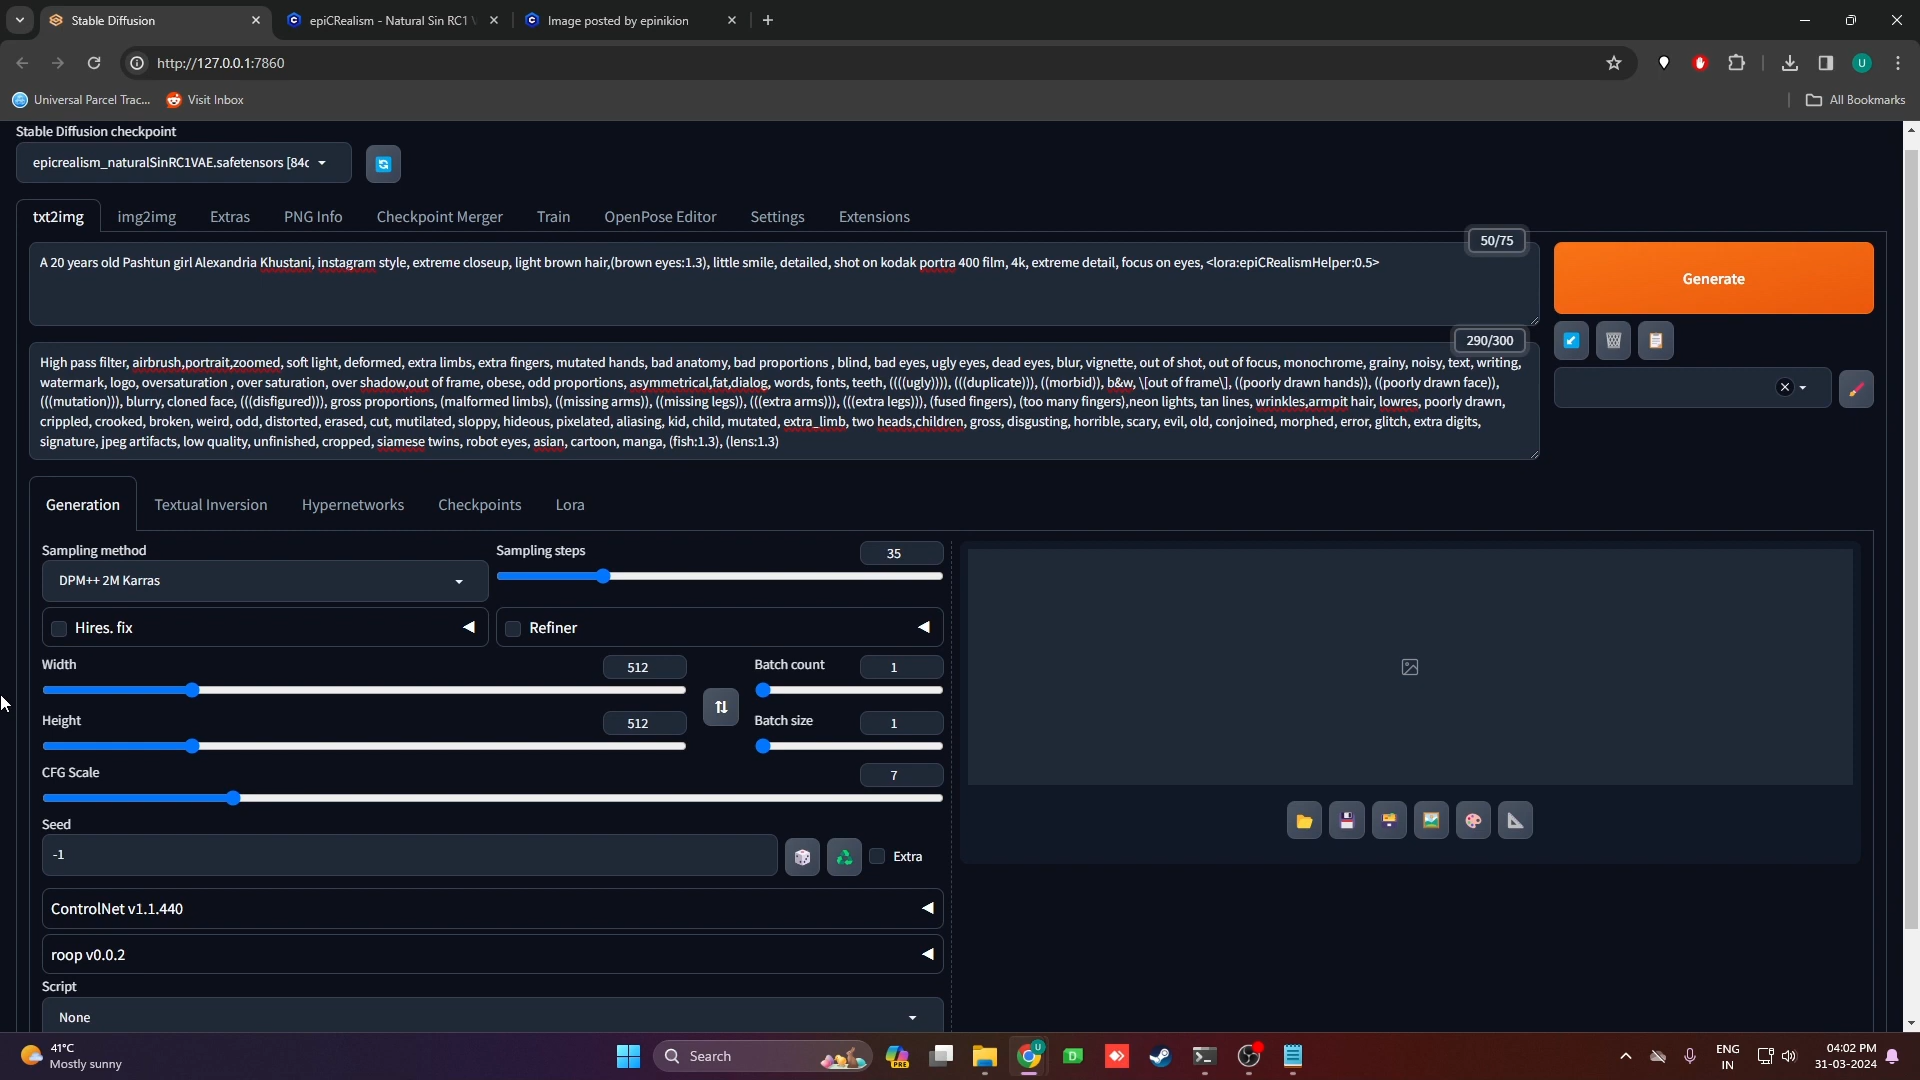 Stable Diffusion
epiCRealism - Natural Sin RC1 V
Image posted by epinikion
http://127.0.0.1:7860
U
Universal Parcel Trac...
Visit Inbox
All Bookmarks
Stable Diffusion checkpoint
epicrealism_naturalSinRC1VAE.safetensors [84c
txt2img
img2img
Extras
PNG Info
Checkpoint Merger
Train
OpenPose Editor
Settings
Extensions
50/75
A 20 years old Pashtun girl Alexandria Khustani, instagram style, extreme closeup, light brown hair,(brown eyes:1.3), little smile, detailed, shot on kodak portra 400 film, 4k, extreme detail, focus on eyes, <lora:epiCRealismHelper:0.5>
Generate
290/300
High pass filter, airbrush,portrait,zoomed, soft light, deformed, extra limbs, extra fingers, mutated hands, bad anatomy, bad proportions , blind, bad eyes, ugly eyes, dead eyes, blur, vignette, out of shot, out of focus, monochrome, grainy, noisy, text, writing,
watermark, logo, oversaturation , over saturation, over shadow,out of frame, obese, odd proportions, asymmetrical,fat,dialog, words, fonts, teeth, ((((ugly)))), (((duplicate))), ((morbid)), b&w, \[out of frame\], ((poorly drawn hands)), ((poorly drawn face)),
(((mutation))), blurry, cloned face, (((disfigured))), gross proportions, (malformed limbs), ((missing arms)), ((missing legs)), (((extra arms))), (((extra legs))), (fused fingers), (too many fingers),neon lights, tan lines, wrinkles,armpit hair, lowres, poorly drawn,
crippled, crooked, broken, weird, odd, distorted, erased, cut, mutilated, sloppy, hideous, pixelated, aliasing, kid, child, mutated, extra_limb, two heads,children, gross, disgusting, horrible, scary, evil, old, conjoined, morphed, error, glitch, extra digits,
signature, jpeg artifacts, low quality, unfinished, cropped, siamese twins, robot eyes, asian, cartoon, manga, (fish:1.3), (lens:1.3)
Generation
Textual Inversion
Hypernetworks
Checkpoints
Lora
Sampling method
DPM++ 2M Karras
Sampling steps
35
Hires. fix
Refiner
Width
512
Batch count
1
Height
512
Batch size
1
CFG Scale
7
Seed
-1
Extra
ControlNet v1.1.440
roop v0.0.2
Script
None
41°C
Mostly sunny
Search
PRE
U
D
ENG
IN
04:02 PM
31-03-2024